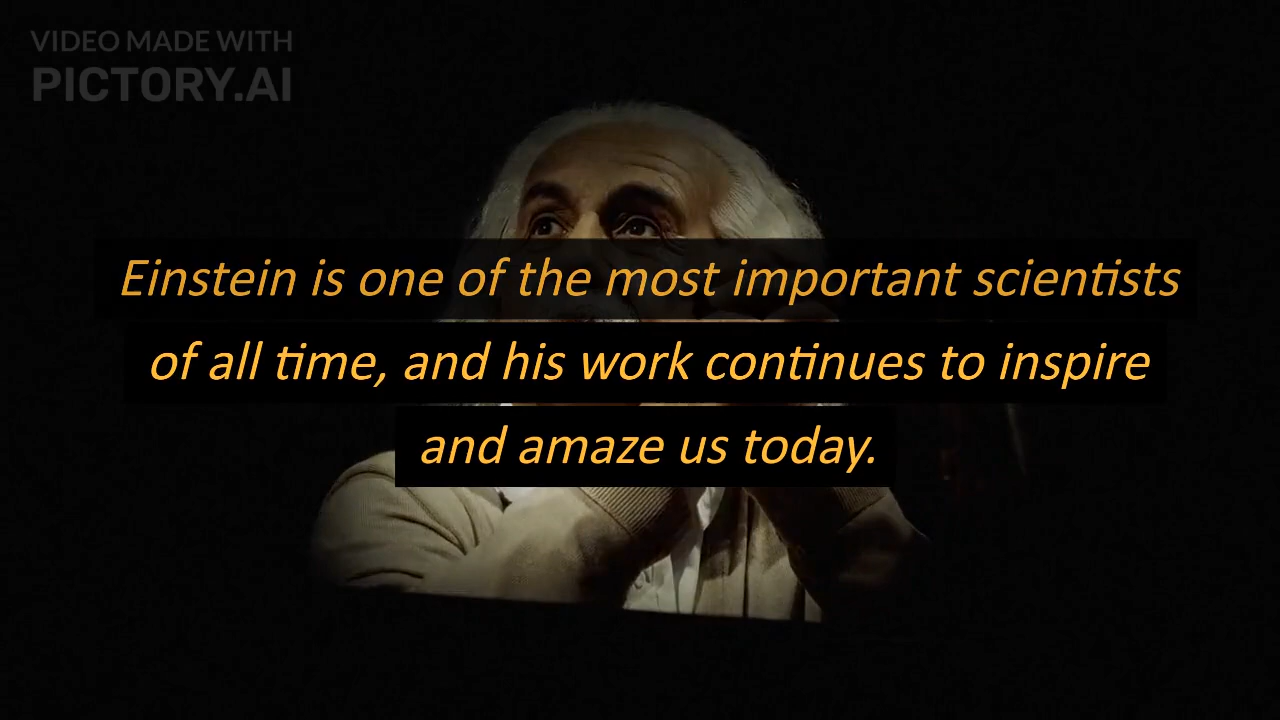 VIDEO MADE WITH
PICTORY.AI
Einstein is one of the most important scientists
of all time, and his work continues to inspire
and amaze us today.